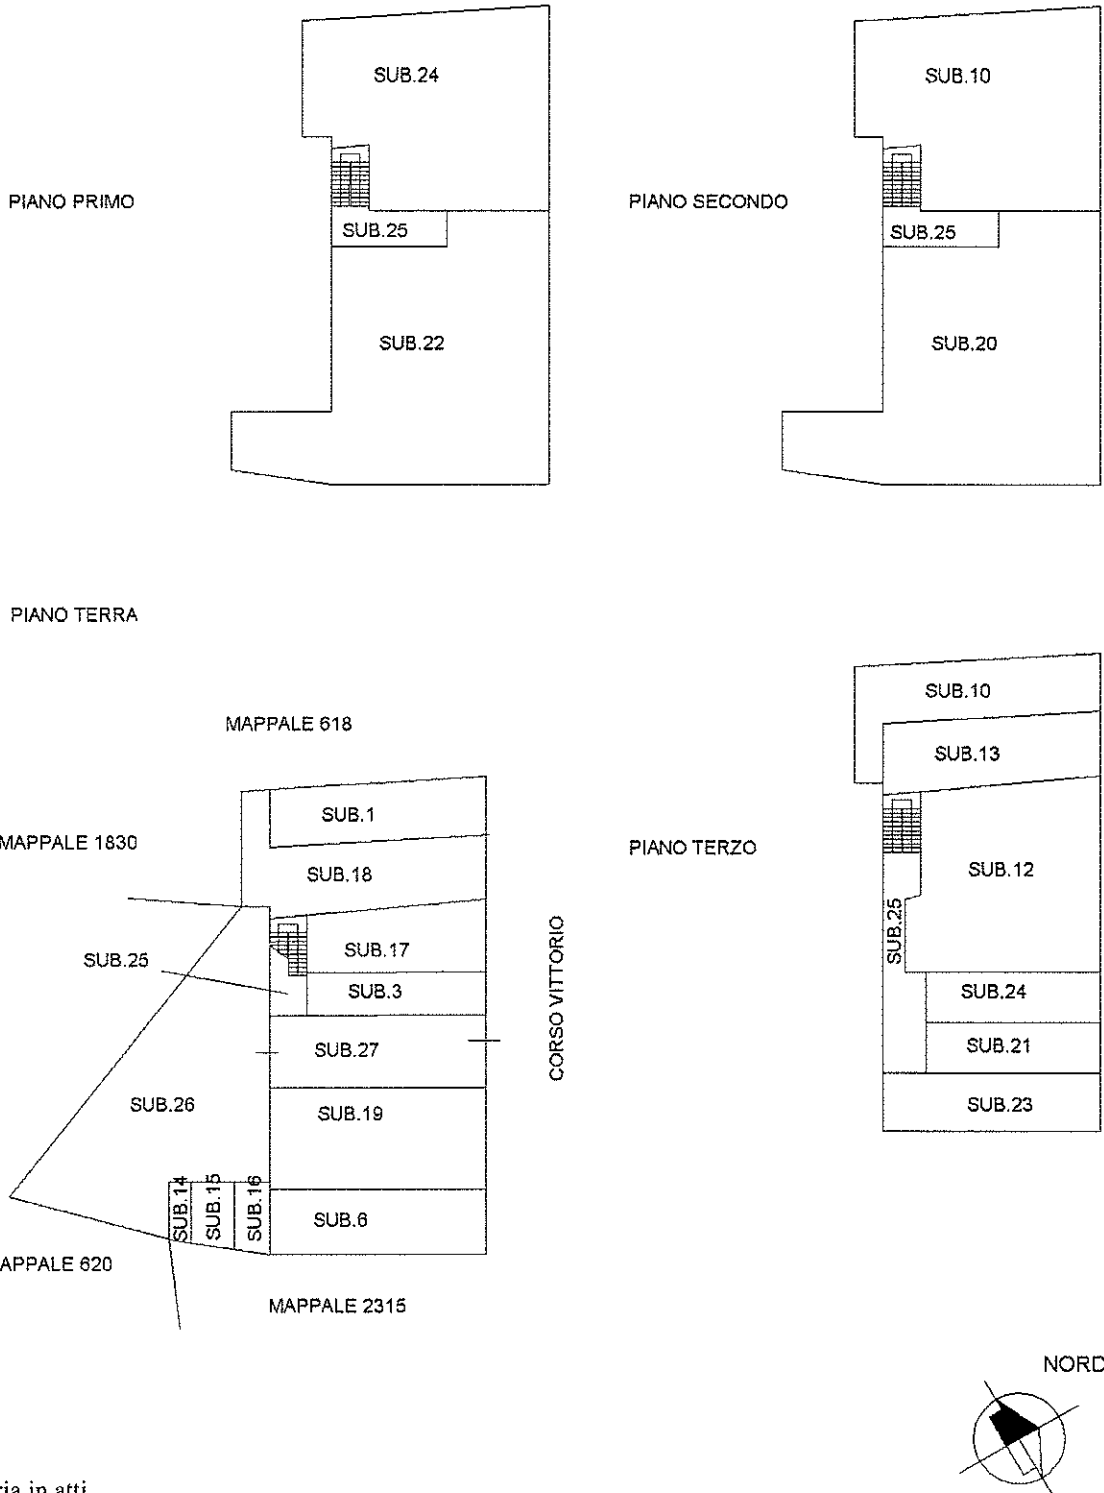 PIANO PRIMO
SUB.24
SUB.25
SUB.22
PIANO SECONDO
SUB.10
SUB.25
SUB.20
PIANO TERRA
MAPPALE 618
MAPPALE 1830
SUB.1
SUB.18
SUB.17
SUB.25
SUB.3
SUB.27
SUB.26
SUB.19
SUB.14
SUB.15
SUB.16
SUB.6
APPALE 620
MAPPALE 2315
CORSO VITTORIO
PIANO TERZO
SUB.10
SUB.13
SUB.12
SUB.25
SUB.24
SUB.21
SUB.23
NORD
ria in atti